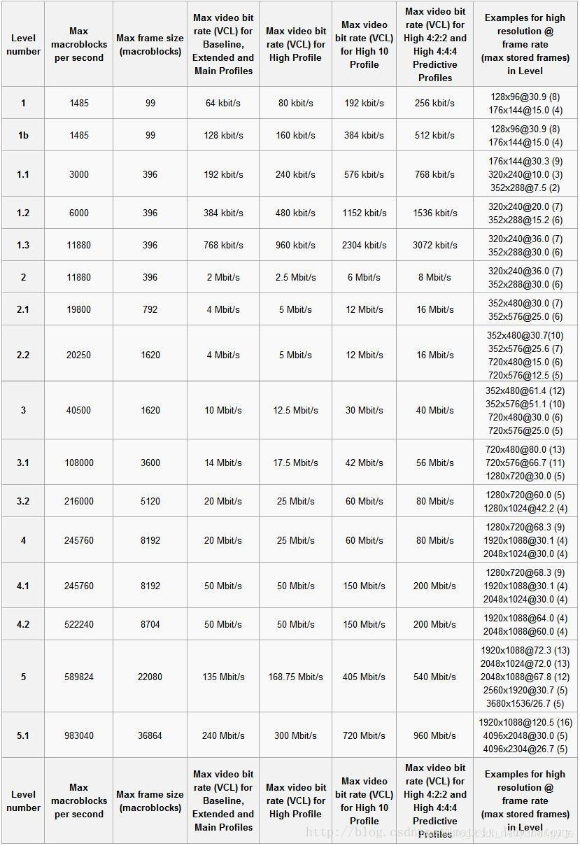 Level number | Max macroblocks per second | Max frame size (macroblocks) | Max video bit rate (VCL) for Baseline, Extended and Main Profiles | Max video bit rate (VCL) for High Profile | Max video bit rate (VCL) for High 10 Profile | Max video bit rate (VCL) for High 4:2:2 and High 4:4:4 Predictive Profiles | Examples for high resolution @ frame rate (max stored frames) in Level
1 | 1485 | 99 | 64 kbit/s | 80 kbit/s | 192 kbit/s | 256 kbit/s | 128x96@30.9 (8)
176x144@15.0 (4)
1b | 1485 | 99 | 128 kbit/s | 160 kbit/s | 384 kbit/s | 512 kbit/s | 128x96@30.9 (8)
176x144@15.0 (4)
1.1 | 3000 | 396 | 192 kbit/s | 240 kbit/s | 576 kbit/s | 768 kbit/s | 176x144@30.3 (9)
320x240@10.0 (3)
352x288@7.5 (2)
1.2 | 6000 | 396 | 384 kbit/s | 480 kbit/s | 1152 kbit/s | 1536 kbit/s | 320x240@20.0 (7)
352x288@15.2 (6)
1.3 | 11880 | 396 | 768 kbit/s | 960 kbit/s | 2304 kbit/s | 3072 kbit/s | 320x240@36.0 (7)
352x288@30.0 (6)
2 | 11880 | 396 | 2 Mbit/s | 2.5 Mbit/s | 6 Mbit/s | 8 Mbit/s | 320x240@36.0 (7)
352x288@30.0 (6)
2.1 | 19800 | 792 | 4 Mbit/s | 5 Mbit/s | 12 Mbit/s | 16 Mbit/s | 352x480@30.0 (7)
352x576@25.0 (6)
2.2 | 20250 | 1620 | 4 Mbit/s | 5 Mbit/s | 12 Mbit/s | 16 Mbit/s | 352x480@30.7(10)
352x576@25.6 (7)
720x480@15.0 (6)
720x576@12.5 (5)
3 | 40500 | 1620 | 10 Mbit/s | 12.5 Mbit/s | 30 Mbit/s | 40 Mbit/s | 352x480@61.4 (12)
352x576@51.1 (10)
720x480@30.0 (6)
720x576@25.0 (5)
3.1 | 108000 | 3600 | 14 Mbit/s | 17.5 Mbit/s | 42 Mbit/s | 56 Mbit/s | 720x480@80.0 (13)
720x576@66.7 (11)
1280x720@30.0 (5)
3.2 | 216000 | 5120 | 20 Mbit/s | 25 Mbit/s | 60 Mbit/s | 80 Mbit/s | 1280x720@60.0 (5)
1280x1024@42.2 (4)
4 | 245760 | 8192 | 20 Mbit/s | 25 Mbit/s | 60 Mbit/s | 80 Mbit/s | 1280x720@68.3 (9)
1920x1088@30.1 (4)
2048x1024@30.0 (4)
4.1 | 245760 | 8192 | 50 Mbit/s | 50 Mbit/s | 150 Mbit/s | 200 Mbit/s | 1280x720@68.3 (9)
1920x1088@30.1 (4)
2048x1024@30.0 (4)
4.2 | 522240 | 8704 | 50 Mbit/s | 50 Mbit/s | 150 Mbit/s | 200 Mbit/s | 1920x1088@64.0 (4)
2048x1088@60.0 (4)
5 | 589824 | 22080 | 135 Mbit/s | 168.75 Mbit/s | 405 Mbit/s | 540 Mbit/s | 1920x1088@72.3 (13)
2048x1024@72.0 (13)
2048x1088@67.8 (12)
2560x1920@30.7 (5)
3680x1536/26.7 (5)
5.1 | 983040 | 36864 | 240 Mbit/s | 300 Mbit/s | 720 Mbit/s | 960 Mbit/s | 1920x1088@120.5 (16)
4096x2048@30.0 (5)
4096x2304@26.7 (5)
Level number | Max macroblocks per second | Max frame size (macroblocks) | Max video bit rate (VCL) for Baseline, Extended and Main Profiles | Max video bit rate (VCL) for High Profile | Max video bit rate (VCL) for High 10 Profile | Max video bit rate (VCL) for High 4:2:2 and High 4:4:4 Predictive Profiles | Examples for high resolution @ frame rate (max stored frames) in Level